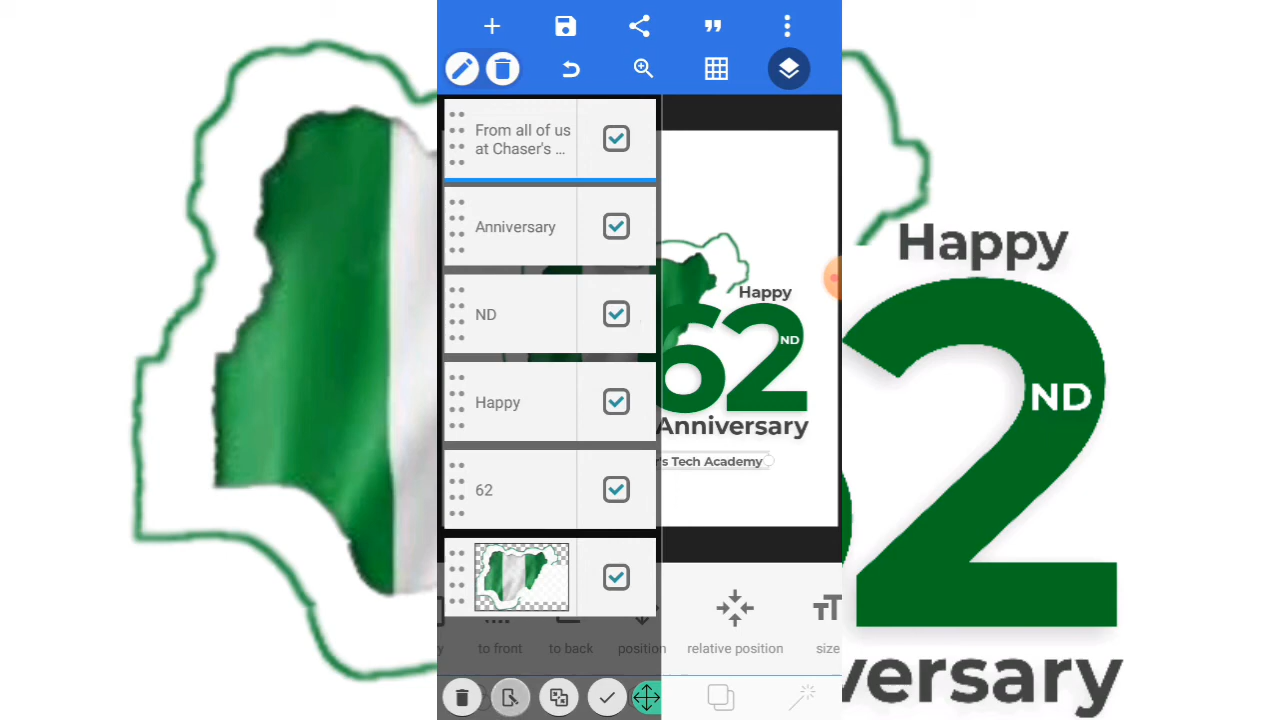 From all of us
at Chaser's ...
Anniversary
ND
Happy
62
Happy
62
ND
Anniversary
r's Tech Academy
to front
to back
position
relative position
size
Happy
2
ND
versary